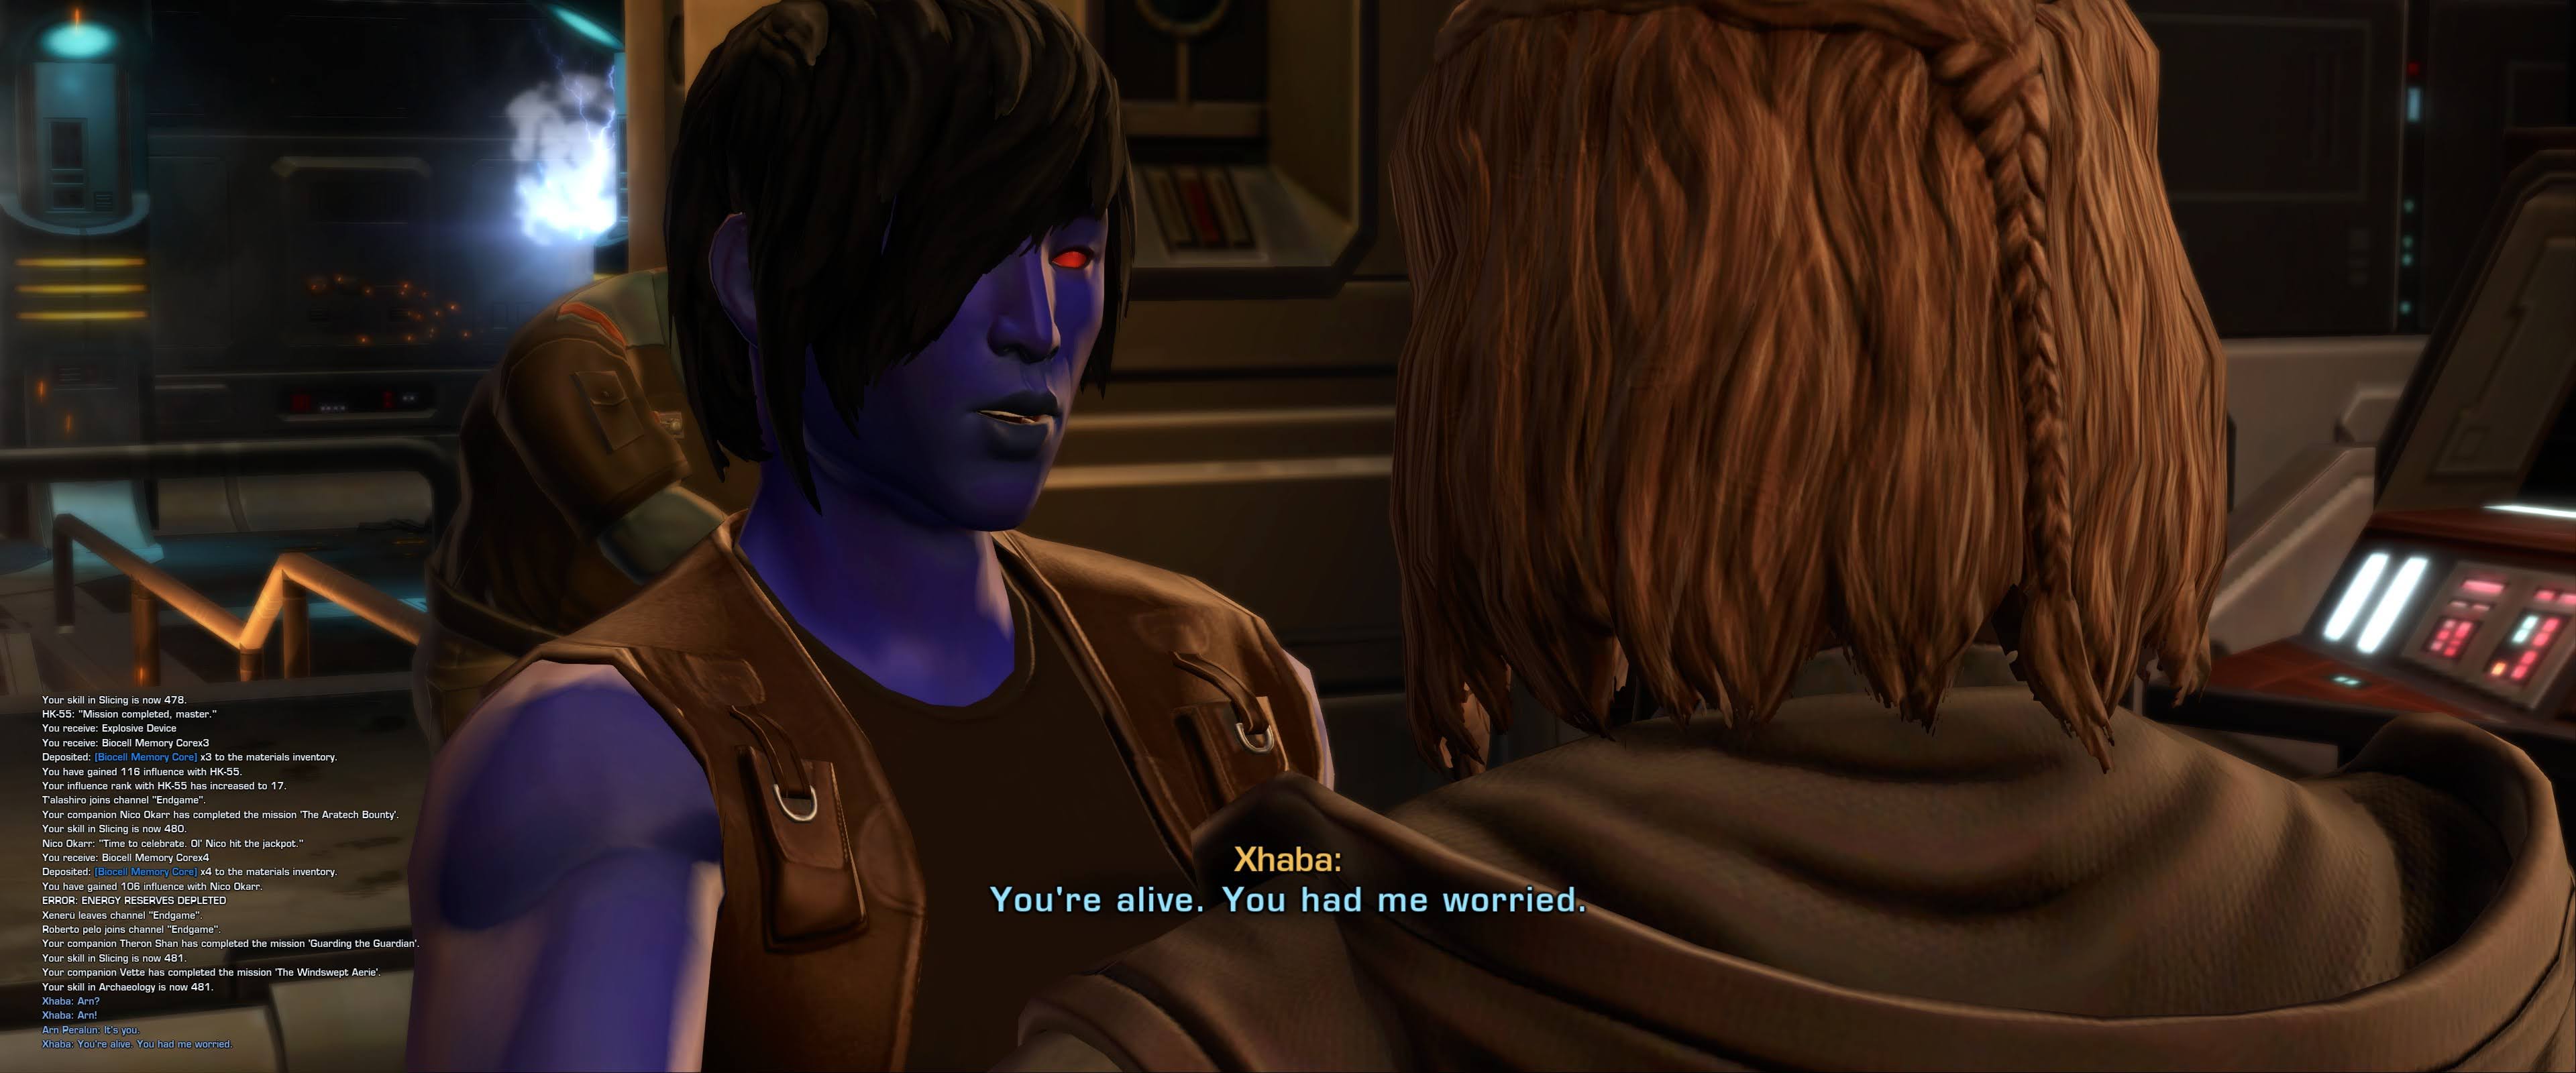 Your skill in Slicing is now 478.
HK-55: "Mission completed, master."
You receive: Explosive Device
You receive: Biocell Memory Corex3
Deposited: [Biocell Memory Core] x3 to the materials inventory.
You have gained 116 influence with HK-55.
Your influence rank with HK-55 has increased to 17.
T'alashiro joins channel "Endgame".
Your companion Nico Okarr has completed the mission 'The Aratech Bounty'.
Your skill in Slicing is now 480.
Nico Okarr: "Time to celebrate. Ol' Nico hit the jackpot."
You receive: Biocell Memory Corex4
Deposited: [Biocell Memory Core] x4 to the materials inventory.
You have gained 106 influence with Nico Okarr.
ERROR: ENERGY RESERVES DEPLETED
Xenerü leaves channel "Endgame".
Roberto pelo joins channel "Endgame".
Your companion Theron Shan has completed the mission 'Guarding the Guardian'.
Your skill in Slicing is now 481.
Your companion Vette has completed the mission 'The Windswept Aerie'.
Your skill in Archaeology is now 481.
Xhaba: Arn?
Xhaba: Arn!
Arn Peralun: It's you.
Xhaba: You're alive. You had me worried.
Xhaba:
You're alive. You had me worried.